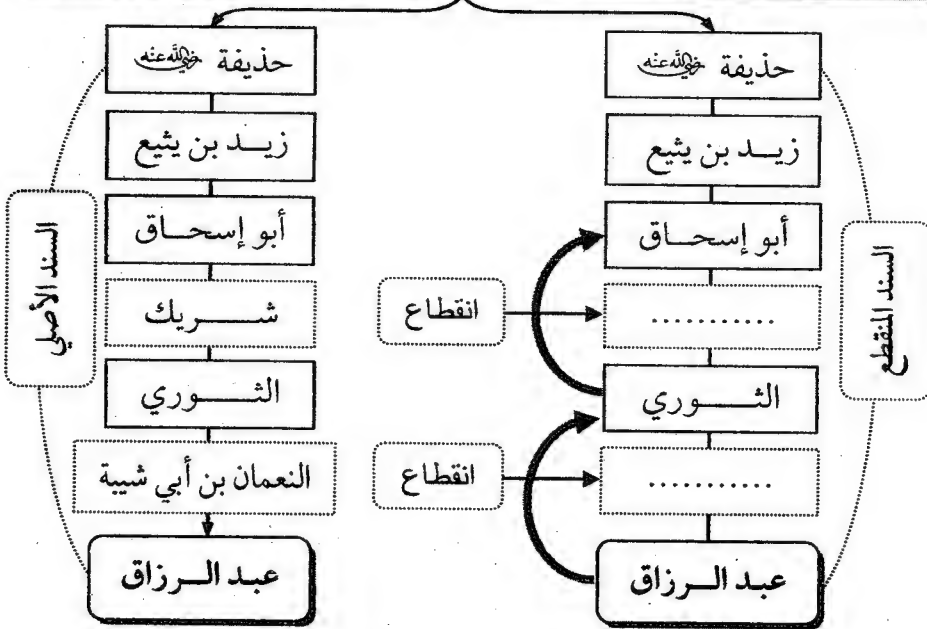 حذيفة رضي الله عنه
زيد بن يثيع
أبو إسحاق
...........
الثوري
...........
عبد الرزاق
السند المنقطع
انقطاع
انقطاع
حذيفة رضي الله عنه
زيد بن يثيع
أبو إسحاق
شريك
الثوري
النعمان بن أبي شيبة
عبد الرزاق
السند الأصلي